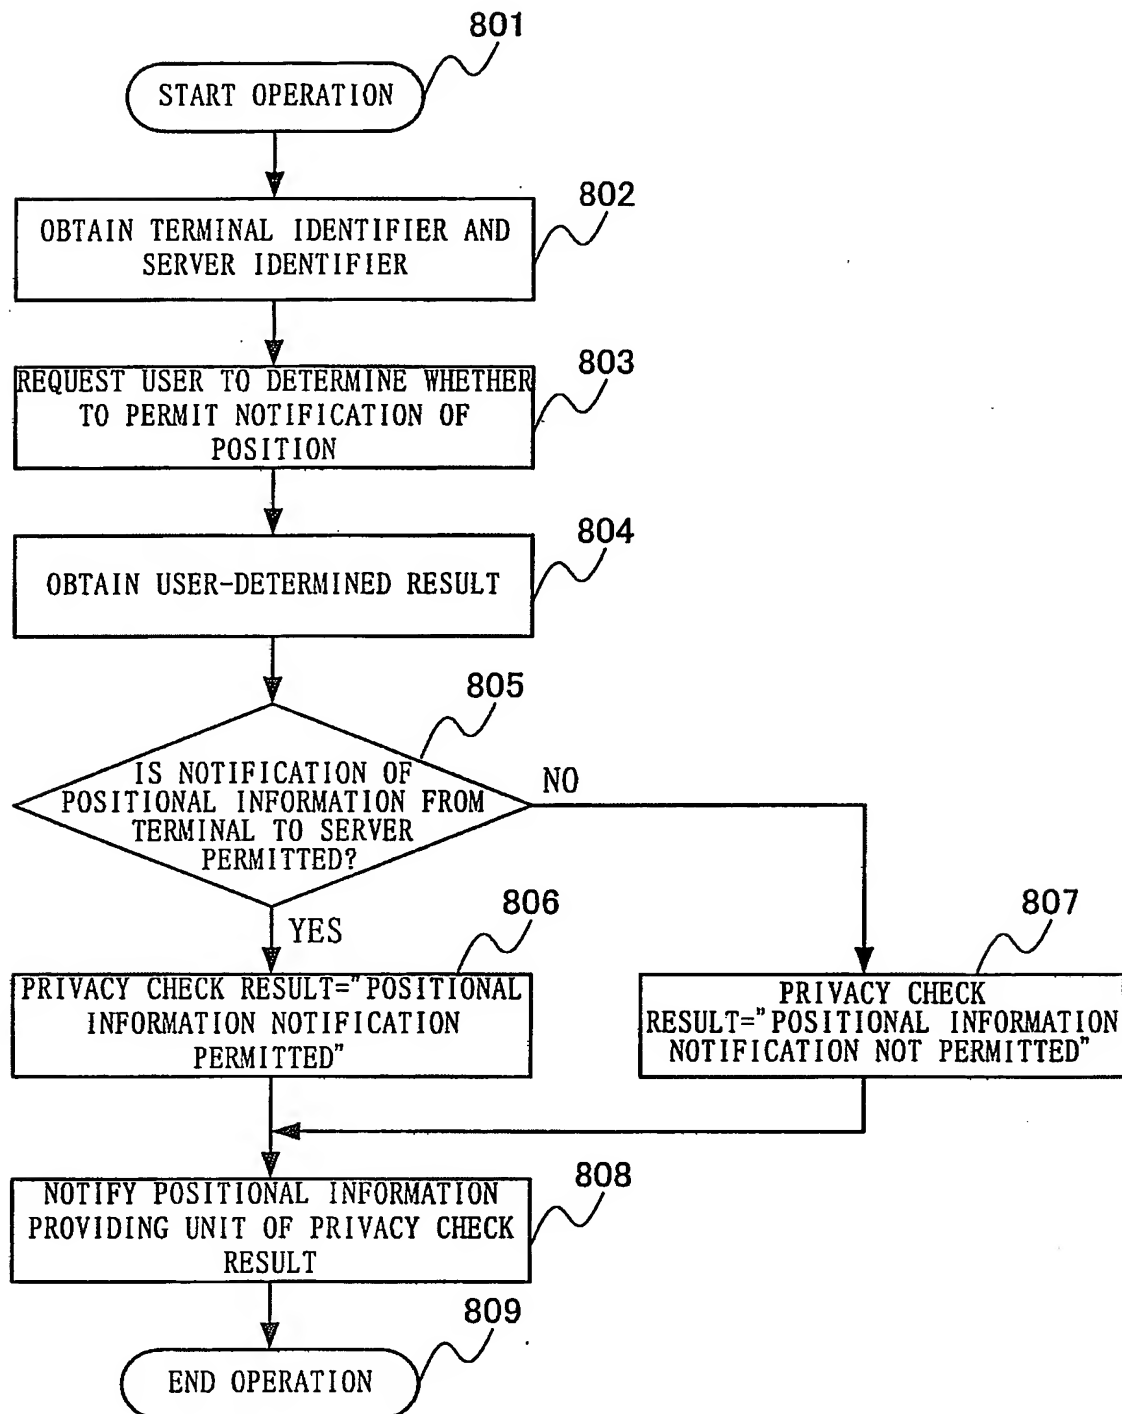 801
START OPERATION
802
OBTAIN TERMINAL IDENTIFIER AND
SERVER IDENTIFIER
803
REQUEST USER TO DETERMINE WHETHER
TO PERMIT NOTIFICATION OF
POSITION
804
OBTAIN USER-DETERMINED RESULT
805
IS NOTIFICATION OF
POSITIONAL INFORMATION FROM
TERMINAL TO SERVER
PERMITTED?
NO
YES
806
PRIVACY CHECK RESULT="POSITIONAL
INFORMATION NOTIFICATION
PERMITTED"
807
PRIVACY CHECK
RESULT="POSITIONAL INFORMATION
NOTIFICATION NOT PERMITTED"
808
NOTIFY POSITIONAL INFORMATION
PROVIDING UNIT OF PRIVACY CHECK
RESULT
809
END OPERATION